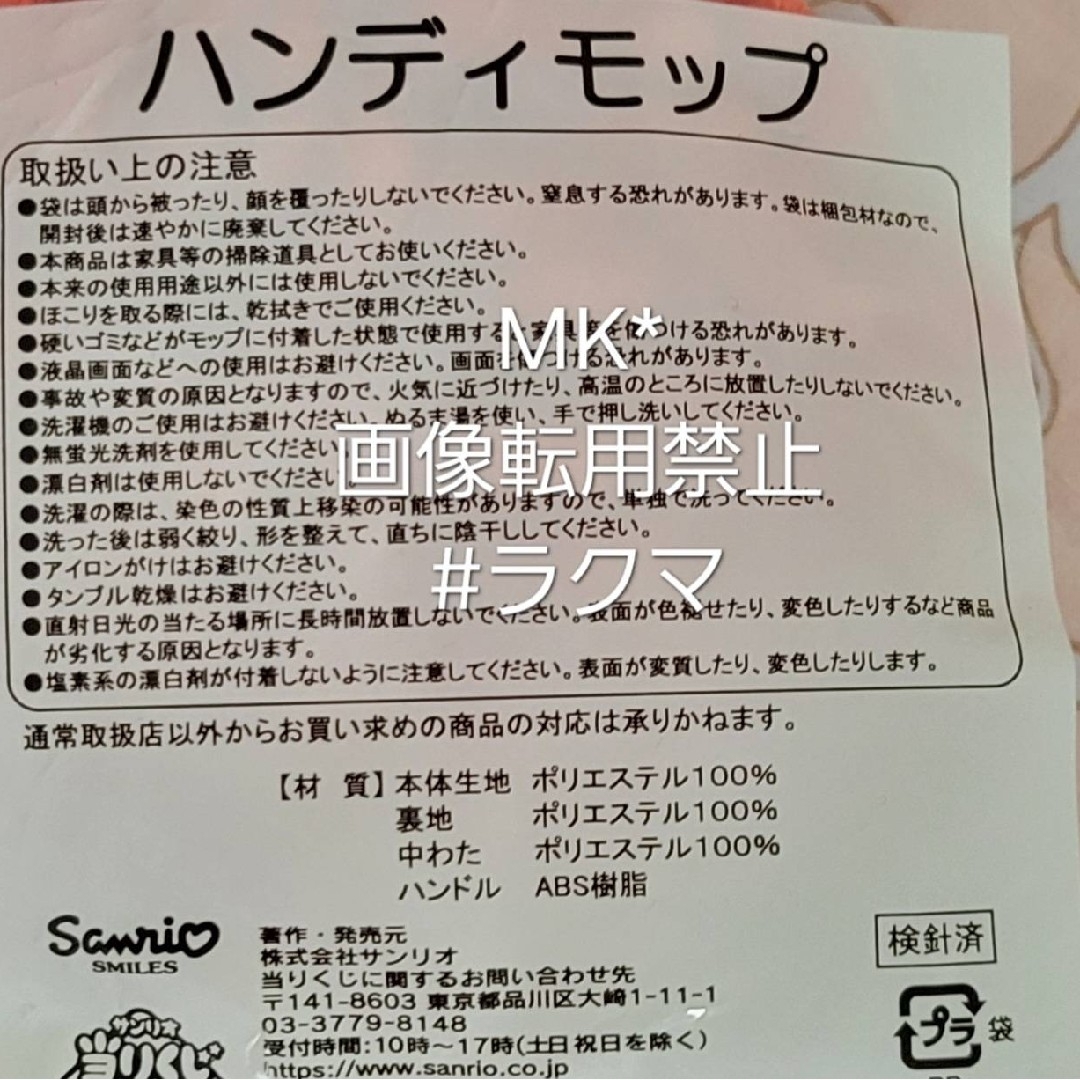 ハンディモップ
取扱い上の注意
●袋は頭から被ったり、顔を覆ったりしないでください。窒息する恐れがあります。袋は梱包材なので、
開封後は速やかに廃棄してください。
●本商品は家具等の掃除道具としてお使いください。
●本来の使用用途以外には使用しないでください。
●ほこりを取る際には、乾拭きでご使用ください。
●硬いゴミなどがモップに付着した状態で使用すると家具等を傷つける恐れがあります。
●液晶画面などへの使用はお避けください。画面を傷つける恐れがあります。
●事故や変質の原因となりますので、火気に近づけたり、高温のところに放置したりしないでください。
●洗濯機のご使用はお避けください。ぬるま湯を使い、手で押し洗いしてください。
●無蛍光洗剤を使用してください
●漂白剤は使用しないでください
●洗濯の際は、染色の性質上移染の可能性がありますので、単独で洗ってください。
●洗った後は弱く絞り、形を整えて、直ちに陰干ししてください。
●アイロンがけはお避けください。
●タンブル乾燥はお避けください。
●直射日光の当たる場所に長時間放置しないでください。表面が色褪せたり、変色したりするなど商品
が劣化する原因となります。
●塩素系の漂白剤が付着しないように注意してください。表面が変質したり、変色したりします。
MK*
画像転用禁止
#ラクマ
通常取扱店以外からお買い求めの商品の対応は承りかねます。
【材 質】本体生地 ポリエステル100%
裏地 ポリエステル100%
中わた ポリエステル100%
ハンドル ABS樹脂
Sanrio
SMILES
サンリオ
当りくじ
著作・発売元
株式会社サンリオ
当りくじに関するお問い合わせ先
〒141-8603 東京都品川区大崎1-11-1
03-3779-8148
受付時間:10時～17時(土日祝日を除く)
https://www.sanrio.co.jp
検針済
プラ 袋